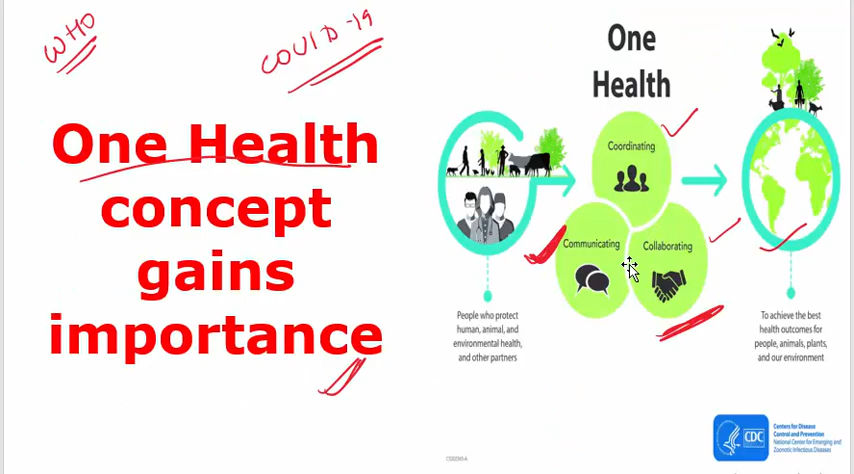 WHO
COVID-19
One Health
concept
gains
importance
One
Health
Coordinating
Communicating
Collaborating
People who protect
human, animal, and
environmental health,
and other partners
To achieve the best
health outcomes for
people, animals, plants,
and our environment
CDC
Centers for Disease
Control and Prevention
National Center for Emerging and
Zoonotic Infectious Diseases